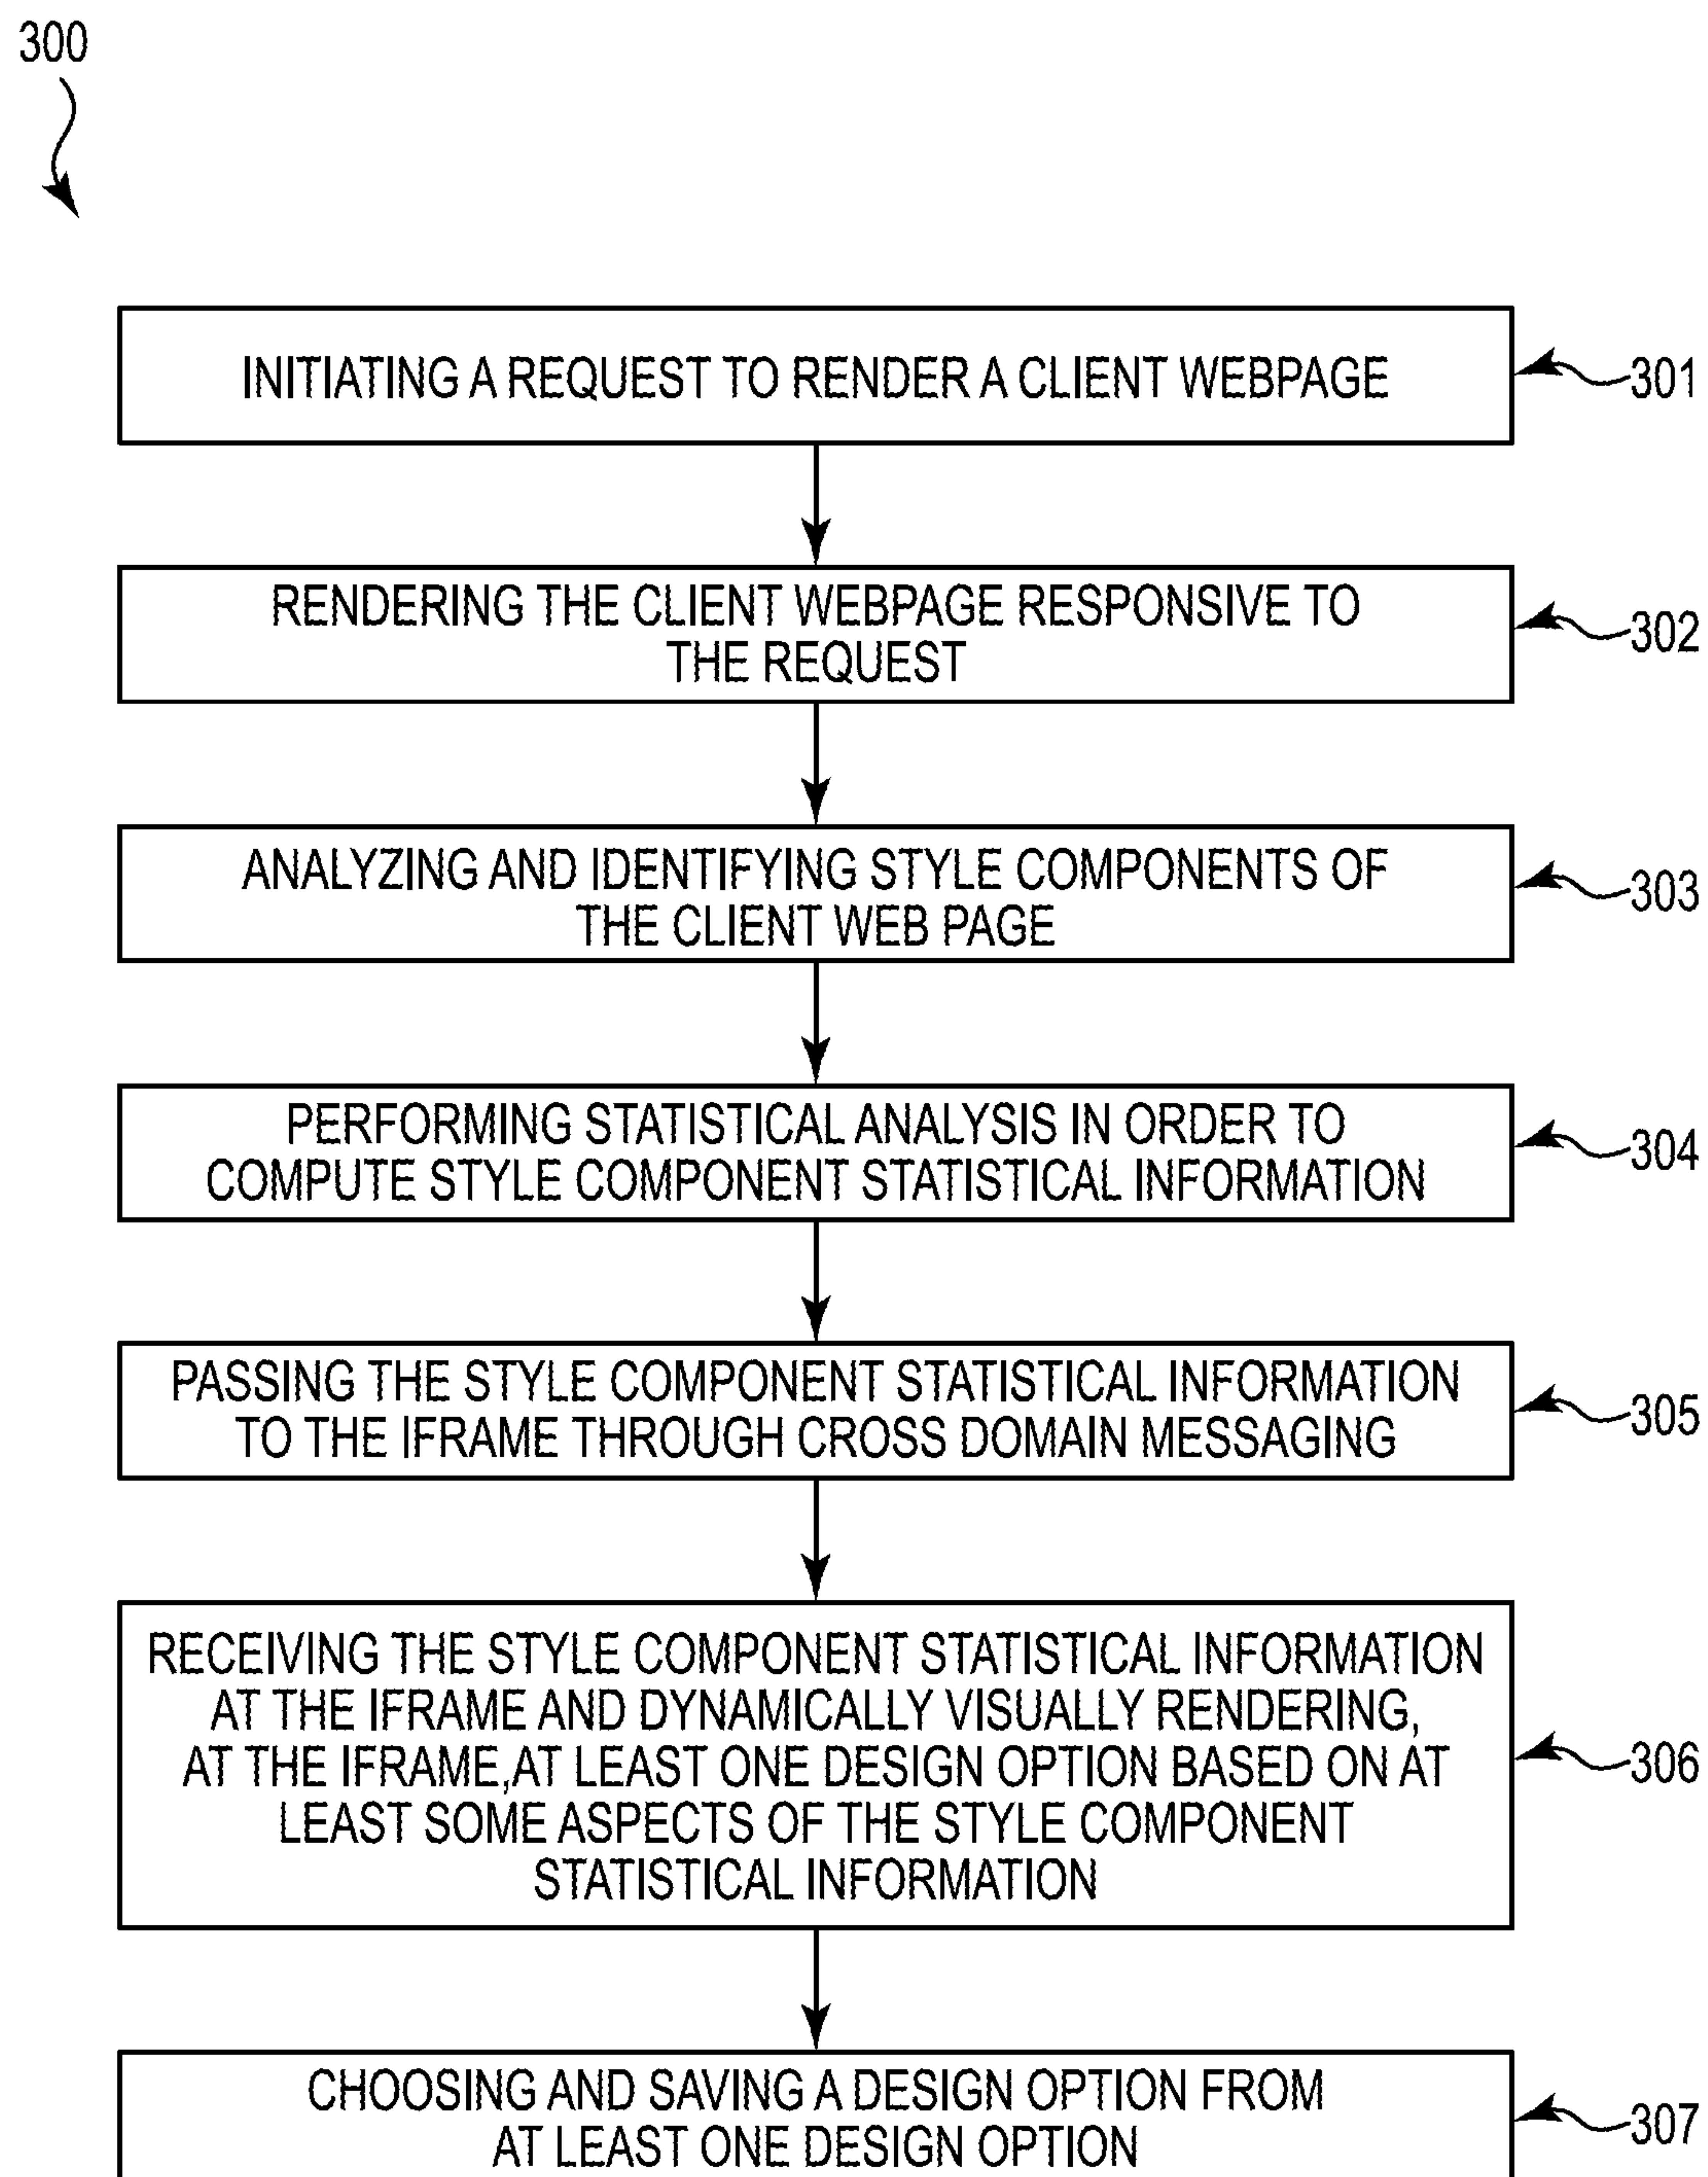 300
INITIATING A REQUEST TO RENDER A CLIENT WEBPAGE
301
RENDERING THE CLIENT WEBPAGE RESPONSIVE TO
THE REQUEST
302
ANALYZING AND IDENTIFYING STYLE COMPONENTS OF
THE CLIENT WEB PAGE
303
PERFORMING STATISTICAL ANALYSIS IN ORDER TO
COMPUTE STYLE COMPONENT STATISTICAL INFORMATION
304
PASSING THE STYLE COMPONENT STATISTICAL INFORMATION
TO THE IFRAME THROUGH CROSS DOMAIN MESSAGING
305
RECEIVING THE STYLE COMPONENT STATISTICAL INFORMATION
AT THE IFRAME AND DYNAMICALLY VISUALLY RENDERING,
AT THE IFRAME,AT LEAST ONE DESIGN OPTION BASED ON AT
LEAST SOME ASPECTS OF THE STYLE COMPONENT
STATISTICAL INFORMATION
306
CHOOSING AND SAVING A DESIGN OPTION FROM
AT LEAST ONE DESIGN OPTION
307